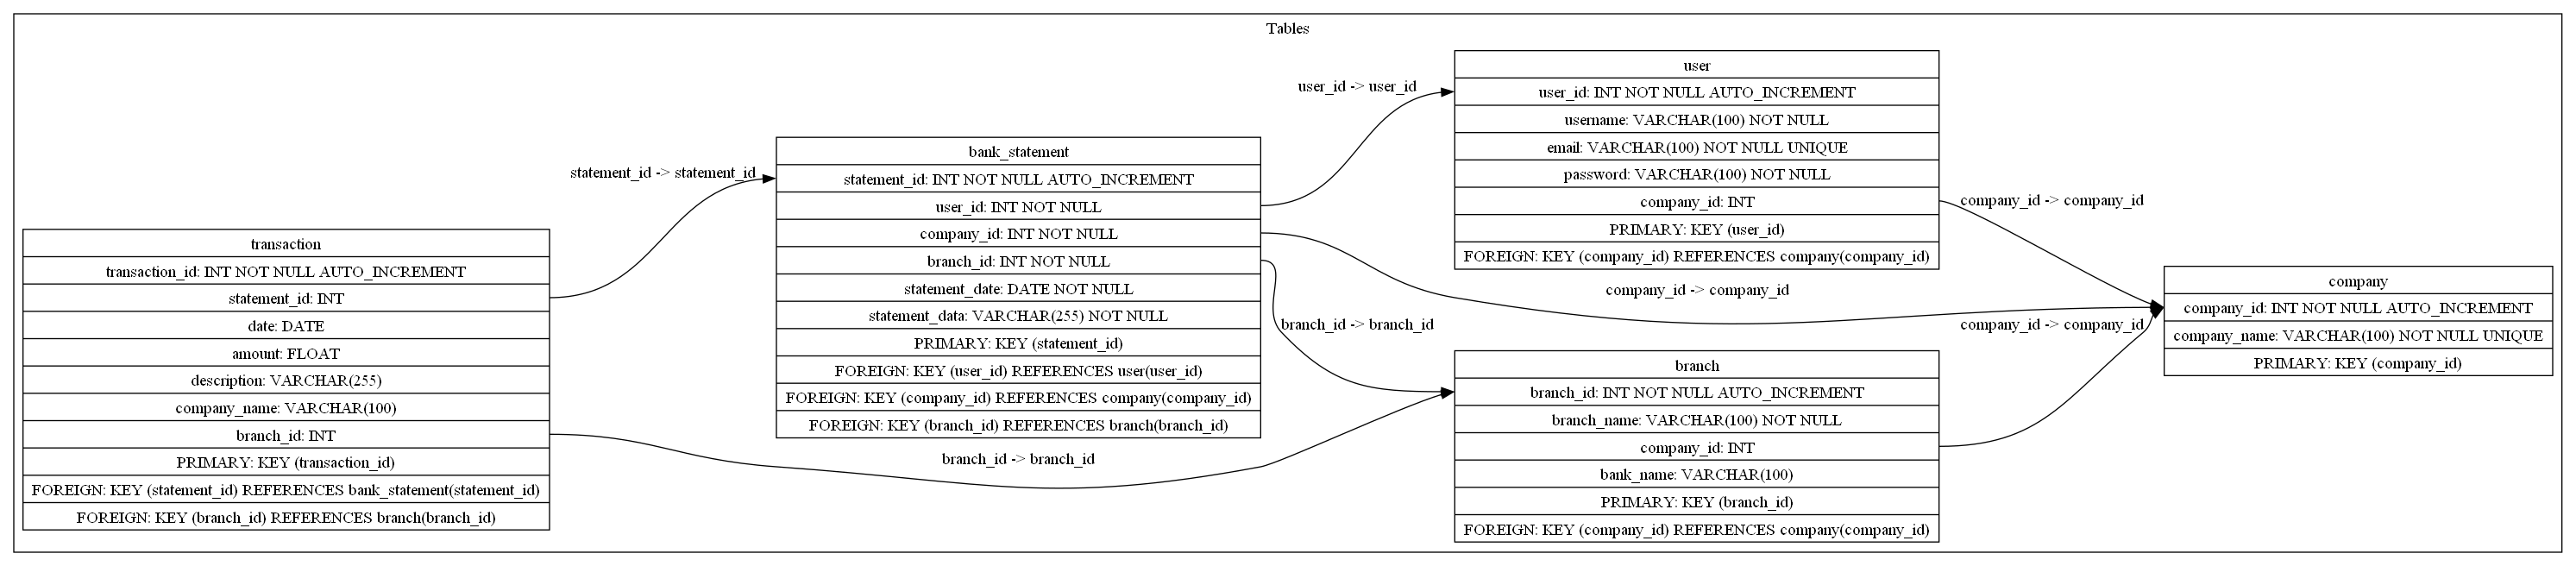 Tables
transaction
transaction_id: INT NOT NULL AUTO_INCREMENT
statement_id: INT
date: DATE
amount: FLOAT
description: VARCHAR(255)
company_name: VARCHAR(100)
branch_id: INT
PRIMARY: KEY (transaction_id)
FOREIGN: KEY (statement_id) REFERENCES bank_statement(statement_id)
FOREIGN: KEY (branch_id) REFERENCES branch(branch_id)
statement_id -> statement_id
branch_id -> branch_id
bank_statement
statement_id: INT NOT NULL AUTO_INCREMENT
user_id: INT NOT NULL
company_id: INT NOT NULL
branch_id: INT NOT NULL
statement_date: DATE NOT NULL
statement_data: VARCHAR(255) NOT NULL
PRIMARY: KEY (statement_id)
FOREIGN: KEY (user_id) REFERENCES user(user_id)
FOREIGN: KEY (company_id) REFERENCES company(company_id)
FOREIGN: KEY (branch_id) REFERENCES branch(branch_id)
user_id -> user_id
company_id -> company_id
branch_id -> branch_id
user
user_id: INT NOT NULL AUTO_INCREMENT
username: VARCHAR(100) NOT NULL
email: VARCHAR(100) NOT NULL UNIQUE
password: VARCHAR(100) NOT NULL
company_id: INT
PRIMARY: KEY (user_id)
FOREIGN: KEY (company_id) REFERENCES company(company_id)
company_id -> company_id
branch
branch_id: INT NOT NULL AUTO_INCREMENT
branch_name: VARCHAR(100) NOT NULL
company_id: INT
bank_name: VARCHAR(100)
PRIMARY: KEY (branch_id)
FOREIGN: KEY (company_id) REFERENCES company(company_id)
company_id -> company_id
company
company_id: INT NOT NULL AUTO_INCREMENT
company_name: VARCHAR(100) NOT NULL UNIQUE
PRIMARY: KEY (company_id)